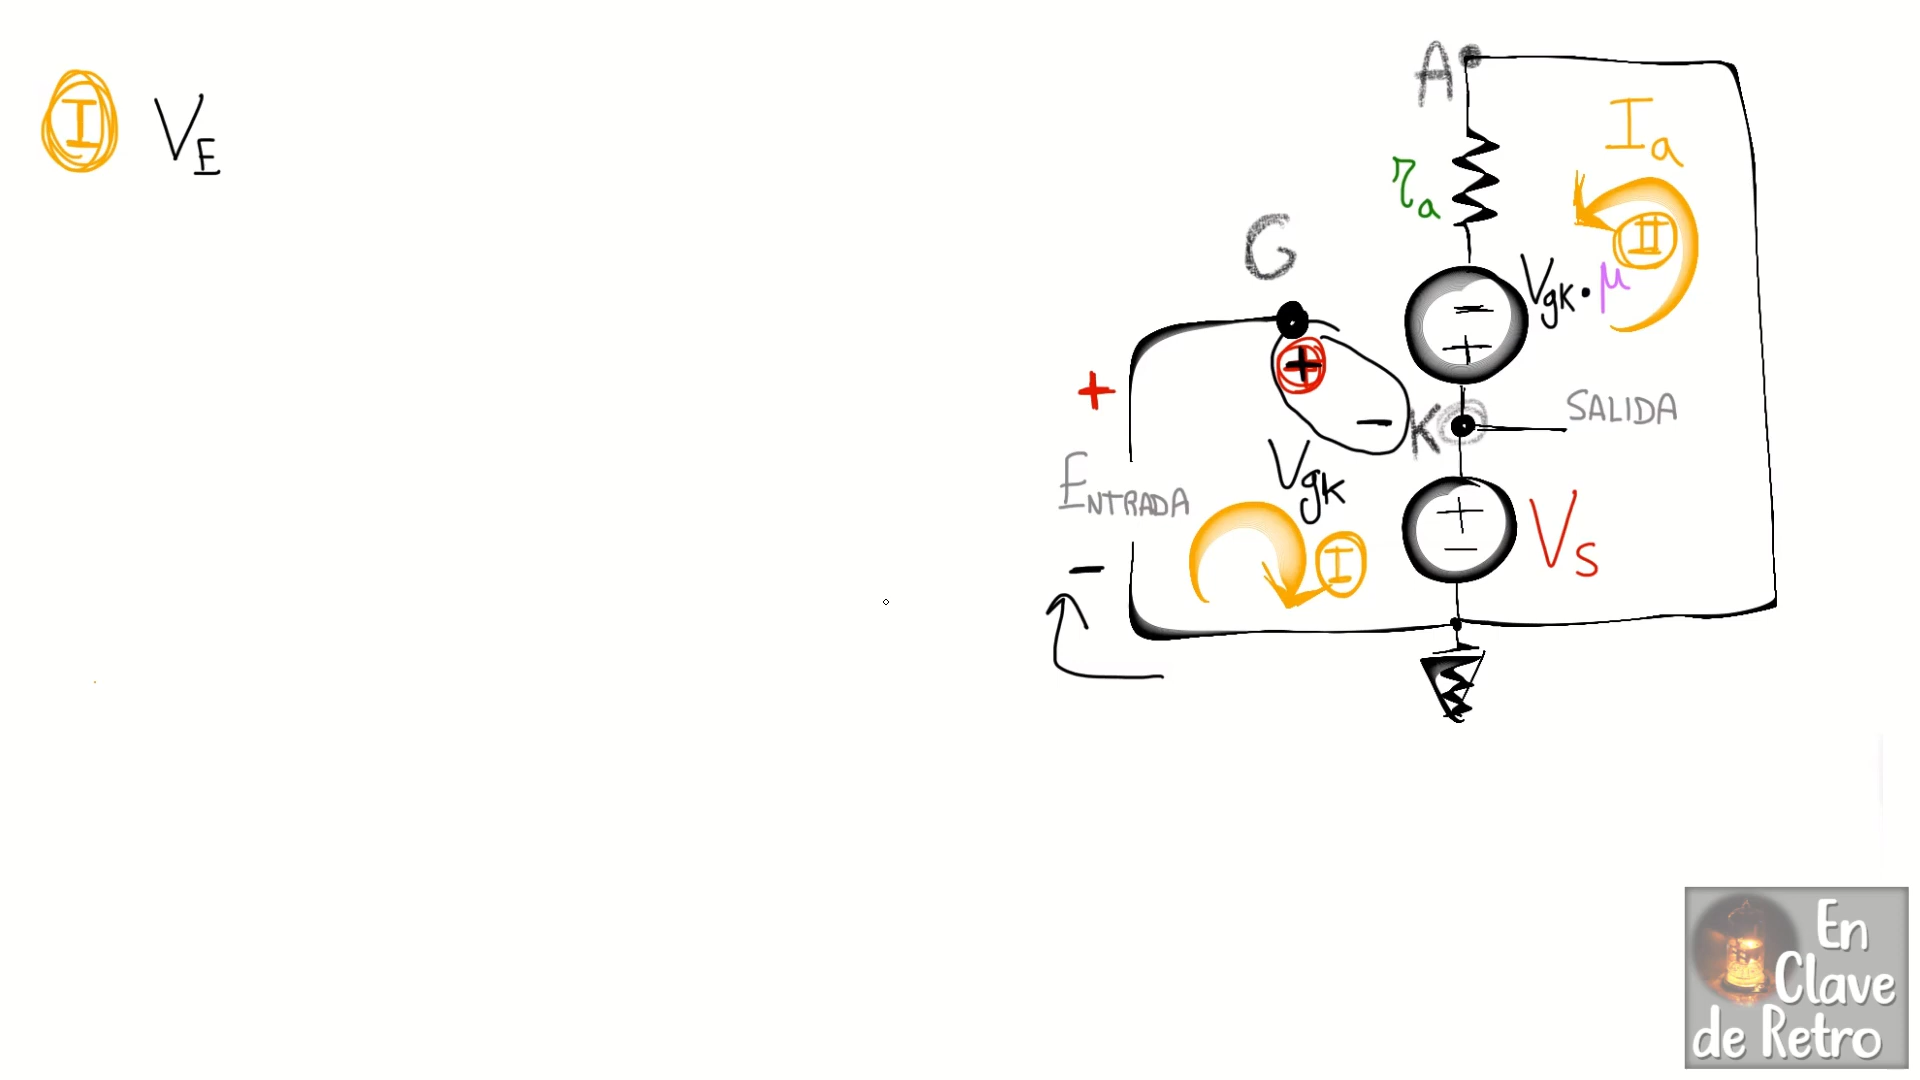 I V_E
A
I_a
r_a
II
G
V_gk · μ
−
+
+
+
−
K
SALIDA
V_gk
ENTRADA
I
+
−
V_S
−
En
Clave
de Retro